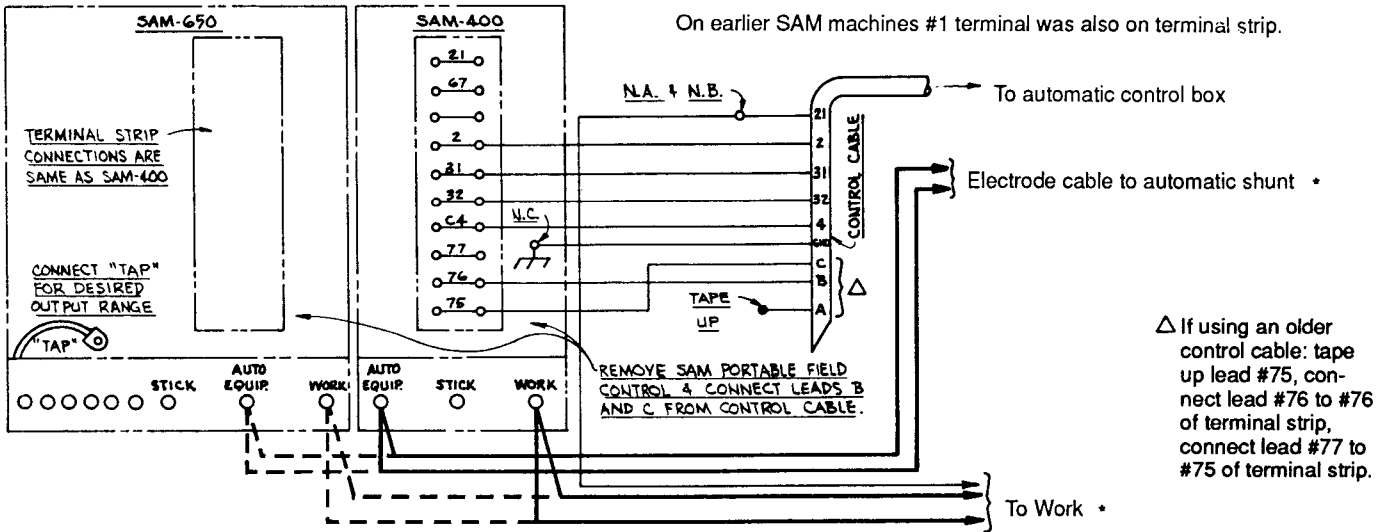 SAM-650
SAM-400
On earlier SAM machines #1 terminal was also on terminal strip.
TERMINAL STRIP
CONNECTIONS ARE
SAME AS SAM-400
CONNECT "TAP"
FOR DESIRED
OUTPUT RANGE
"TAP"
21
67
2
31
32
C4
77
76
75
N.A. & N.B.
N.C.
TAPE
UP
21
2
31
32
4
GND
C
B
A
CONTROL CABLE
To automatic control box
Electrode cable to automatic shunt *
Δ
REMOVE SAM PORTABLE FIELD
CONTROL & CONNECT LEADS B
AND C FROM CONTROL CABLE.
Δ If using an older
control cable: tape
up lead #75, con-
nect lead #76 to #76
of terminal strip,
connect lead #77 to
#75 of terminal strip.
STICK
AUTO
EQUIP.
WORK
AUTO
EQUIP.
STICK
WORK
To Work *